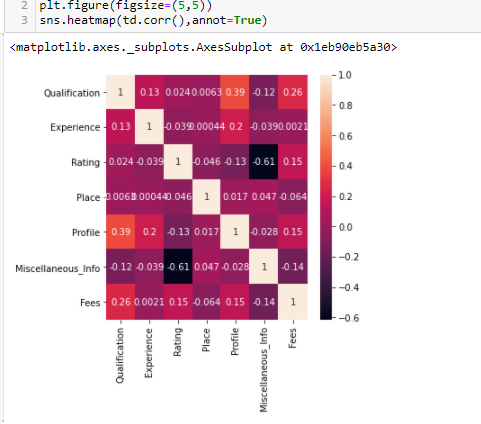 2 plt.figure(figsize=(5,5))
3 sns.heatmap(td.corr(),annot=True)
<matplotlib.axes._subplots.AxesSubplot at 0x1eb90eb5a30>
1.0
Qualification 1 0.13 0.024 0.0063 0.39 -0.12 0.26
0.8
Experience 0.13 1 -0.039 0.00044 0.2 -0.039 0.0021
0.6
Rating 0.024 -0.039 1 -0.046 -0.13 -0.61 0.15
0.4
Place 0.0063 0.00044 -0.046 1 0.017 0.047 -0.064
0.2
Profile 0.39 0.2 -0.13 0.017 1 -0.028 0.15
0.0
-0.2
Miscellaneous_Info -0.12 -0.039 -0.61 0.047 -0.028 1 -0.14
-0.4
Fees 0.26 0.0021 0.15 -0.064 0.15 -0.14 1
-0.6
Qualification
Experience
Rating
Place
Profile
Miscellaneous_Info
Fees